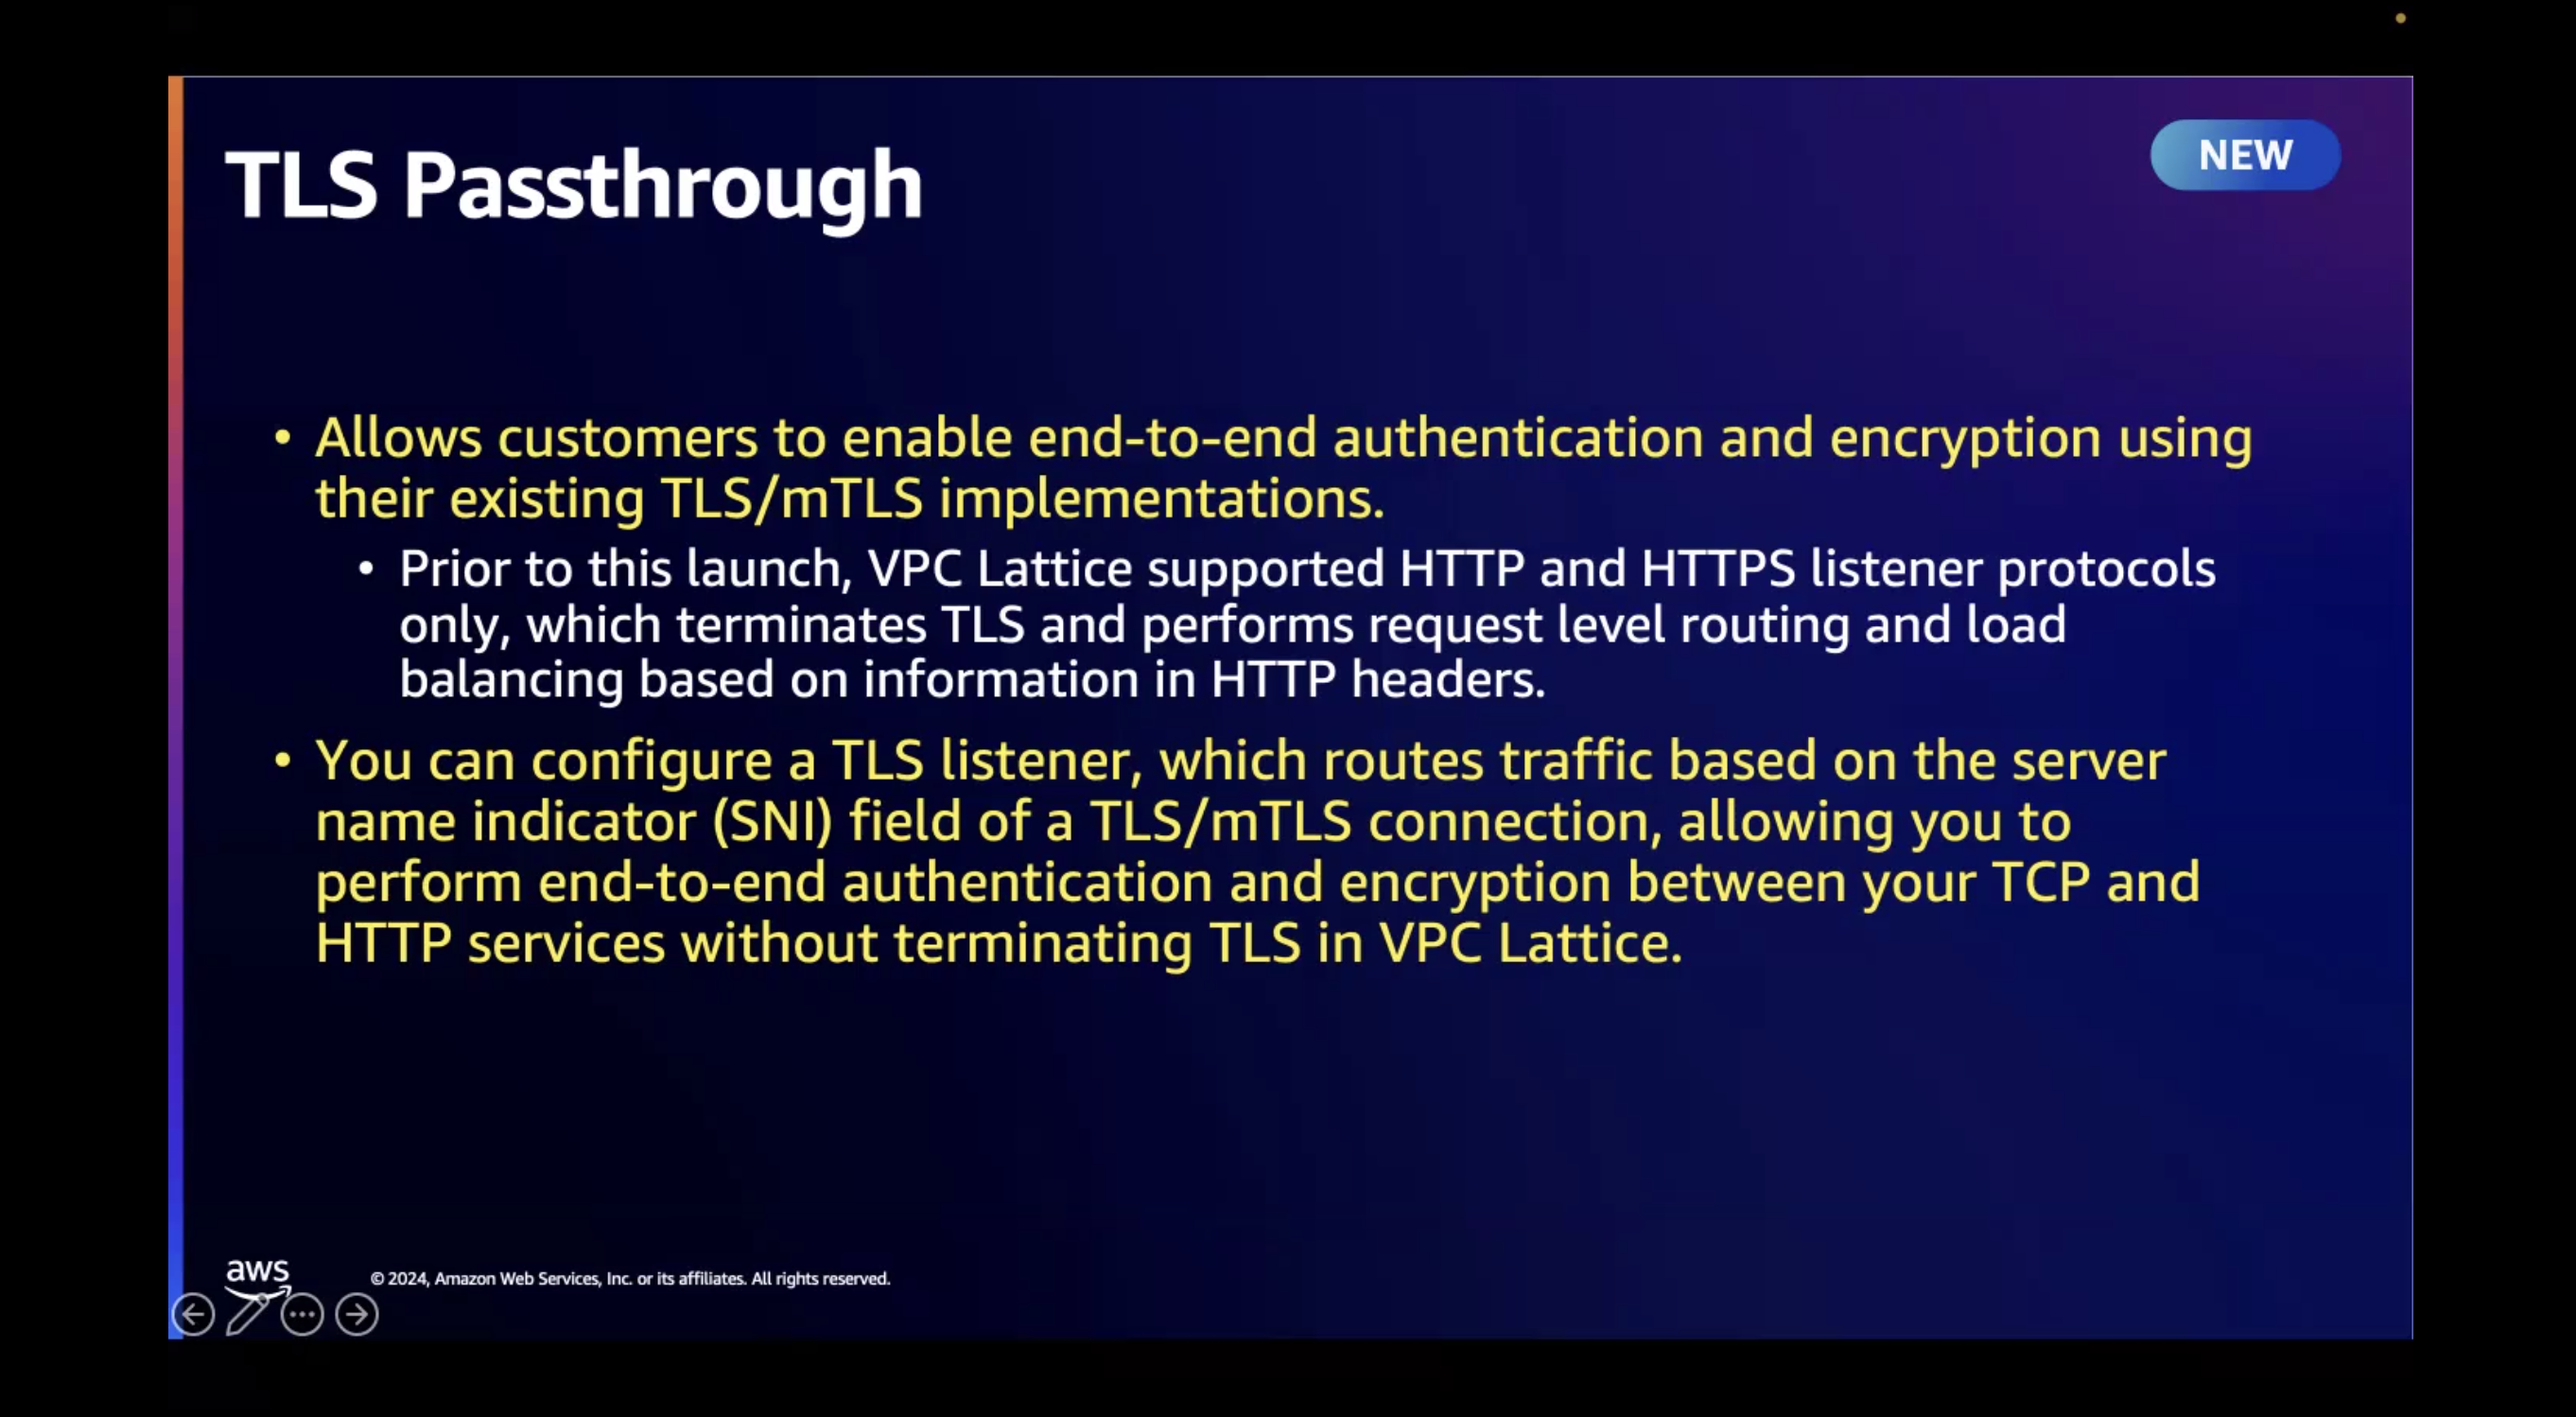 TLS Passthrough
NEW
• Allows customers to enable end-to-end authentication and encryption using
their existing TLS/mTLS implementations.
• Prior to this launch, VPC Lattice supported HTTP and HTTPS listener protocols
only, which terminates TLS and performs request level routing and load
balancing based on information in HTTP headers.
• You can configure a TLS listener, which routes traffic based on the server
name indicator (SNI) field of a TLS/mTLS connection, allowing you to
perform end-to-end authentication and encryption between your TCP and
HTTP services without terminating TLS in VPC Lattice.
aws
© 2024, Amazon Web Services, Inc. or its affiliates. All rights reserved.